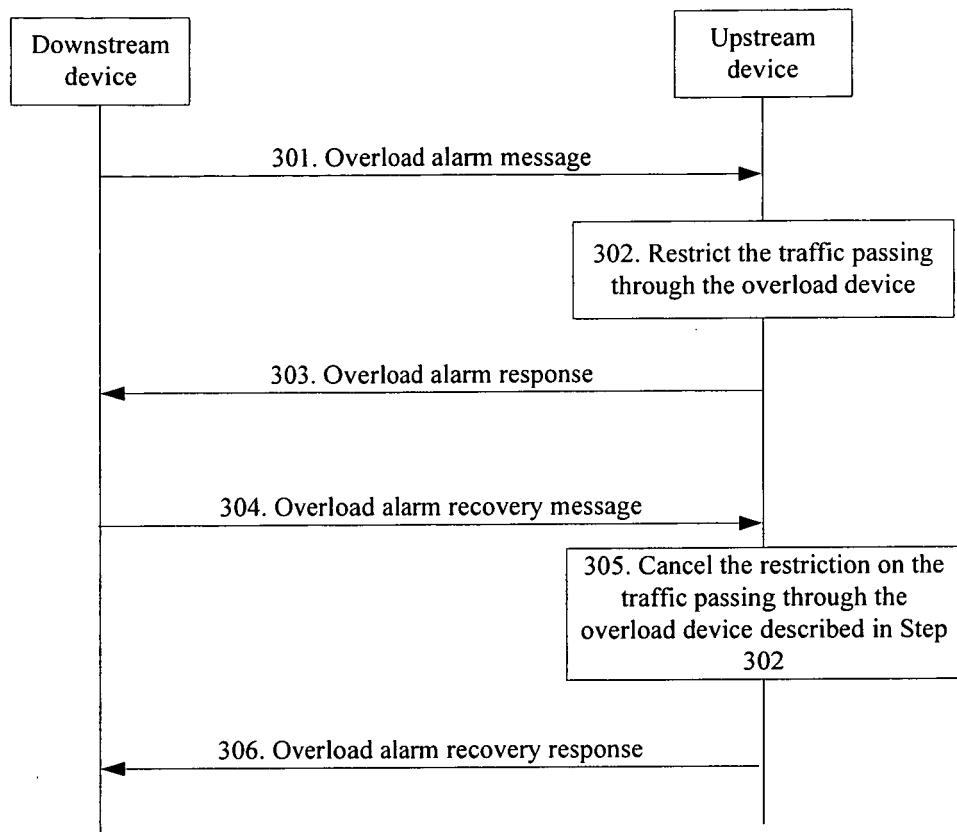 Downstream
device
Upstream
device
301. Overload alarm message
302. Restrict the traffic passing
through the overload device
303. Overload alarm response
304. Overload alarm recovery message
305. Cancel the restriction on the
traffic passing through the
overload device described in Step
302
306. Overload alarm recovery response